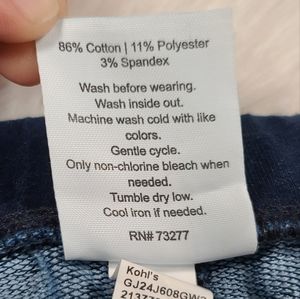 86% Cotton | 11% Polyester
3% Spandex
Wash before wearing.
Wash inside out.
Machine wash cold with like
colors.
Gentle cycle.
Only non-chlorine bleach when
needed.
Tumble dry low.
Cool iron if needed.
RN# 73277
Kohl's